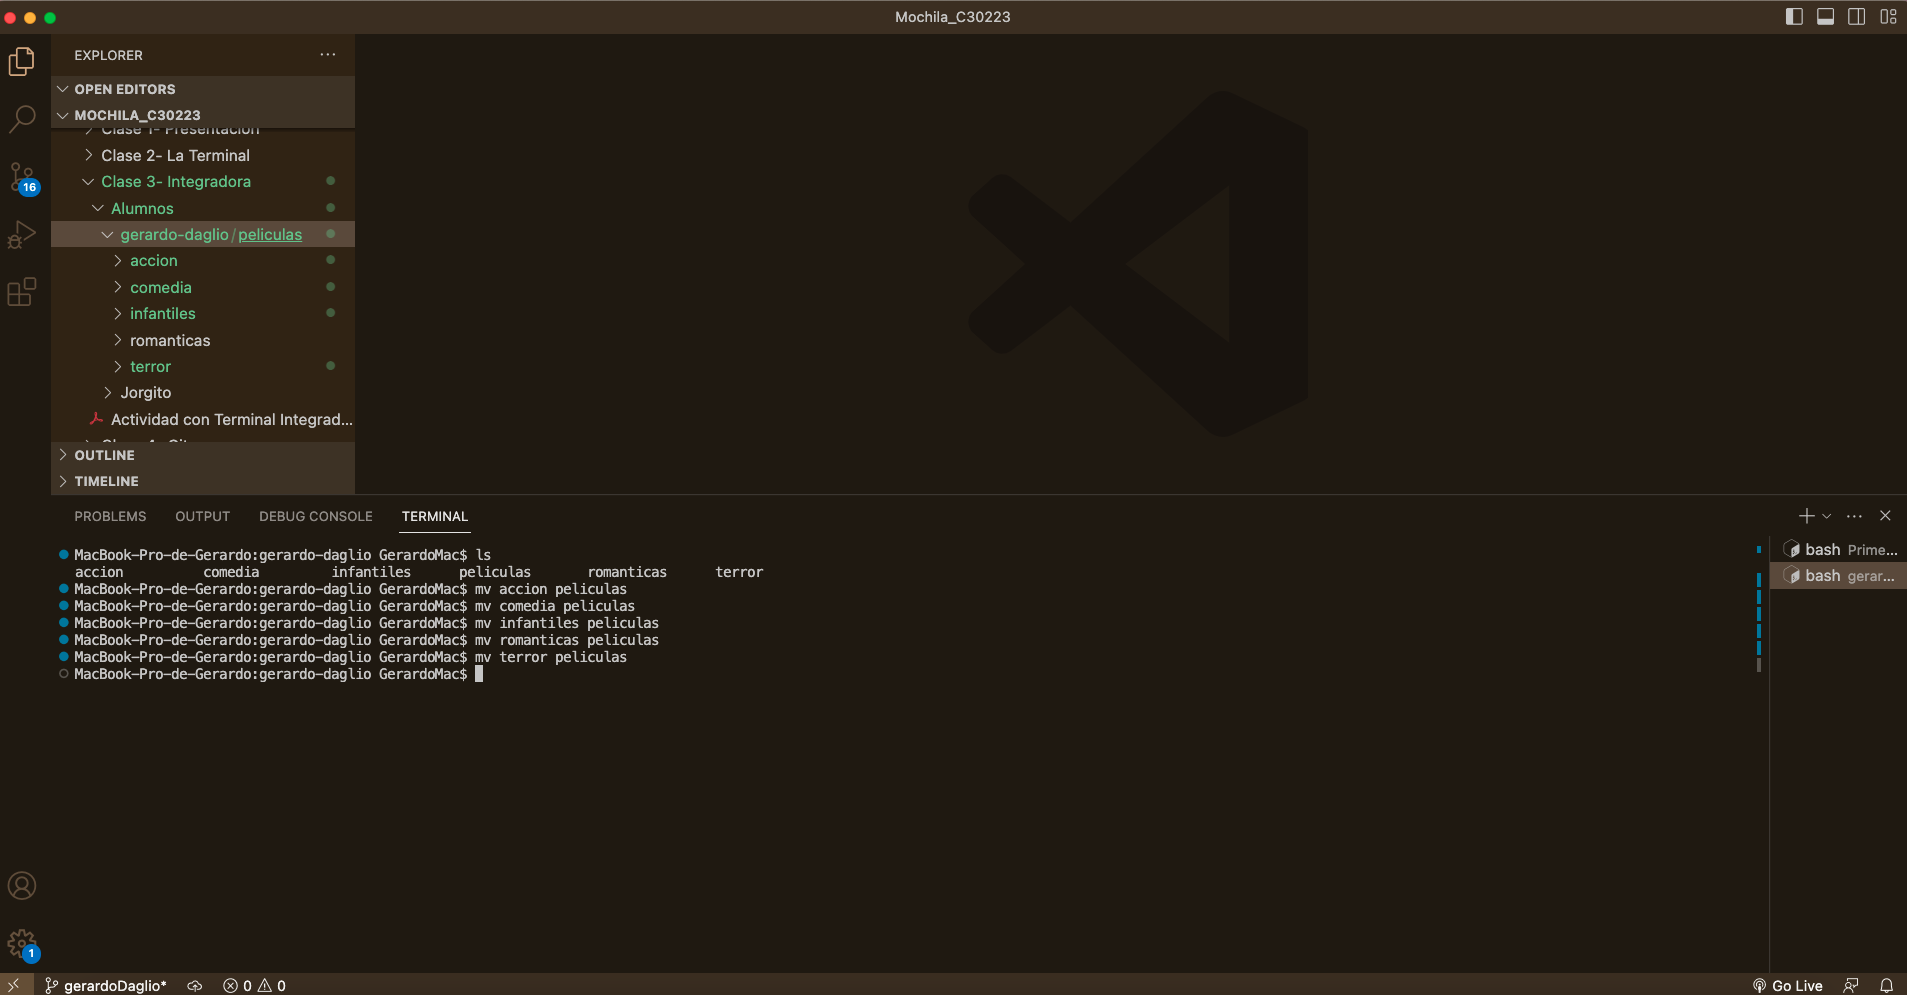 Mochila_C30223
EXPLORER
OPEN EDITORS
MOCHILA_C30223
Clase 1- Presentacion
Clase 2- La Terminal
Clase 3- Integradora
Alumnos
gerardo-daglio/peliculas
accion
comedia
infantiles
romanticas
terror
Jorgito
Actividad con Terminal Integrad...
OUTLINE
TIMELINE
16
1
PROBLEMS OUTPUT DEBUG CONSOLE TERMINAL
MacBook-Pro-de-Gerardo:gerardo-daglio GerardoMac$ ls
accion comedia infantiles peliculas romanticas terror
MacBook-Pro-de-Gerardo:gerardo-daglio GerardoMac$ mv accion peliculas
MacBook-Pro-de-Gerardo:gerardo-daglio GerardoMac$ mv comedia peliculas
MacBook-Pro-de-Gerardo:gerardo-daglio GerardoMac$ mv infantiles peliculas
MacBook-Pro-de-Gerardo:gerardo-daglio GerardoMac$ mv romanticas peliculas
MacBook-Pro-de-Gerardo:gerardo-daglio GerardoMac$ mv terror peliculas
MacBook-Pro-de-Gerardo:gerardo-daglio GerardoMac$
bash Prime...
bash gerar...
gerardoDaglio* 0 0
Go Live